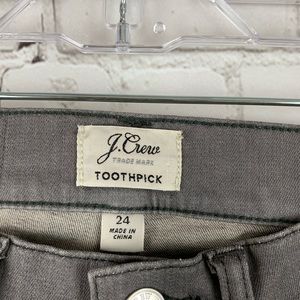 J.Crew
TRADE MARK
TOOTHPICK
24
MADE IN
CHINA